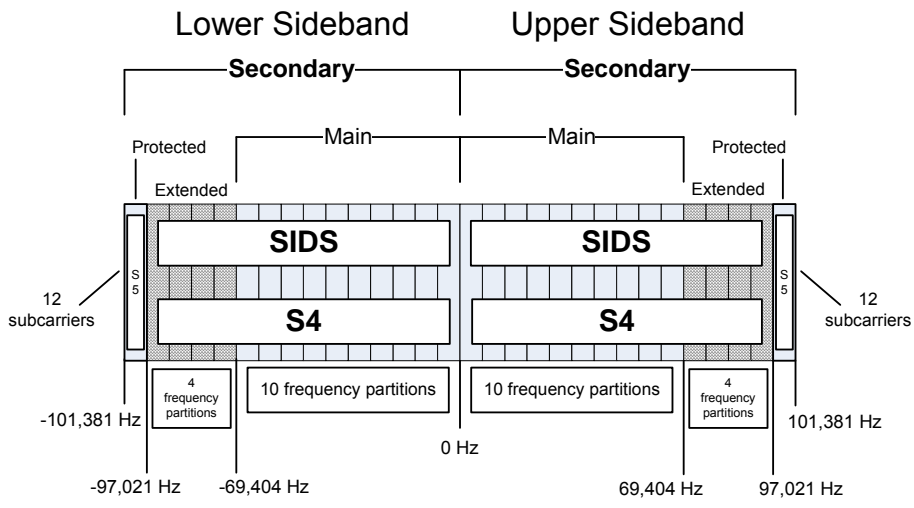 Lower Sideband Upper Sideband
Secondary Secondary
Main Main
Protected Protected
Extended Extended
SIDS SIDS
S
5
S
5
12
subcarriers
12
subcarriers
S4 S4
4
frequency
partitions
10 frequency partitions 10 frequency partitions
4
frequency
partitions
-101,381 Hz 101,381 Hz
0 Hz
-97,021 Hz -69,404 Hz 69,404 Hz 97,021 Hz